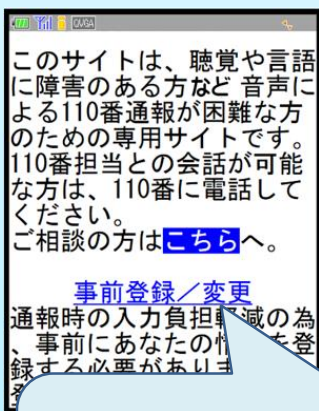 QVGA
このサイトは、聴覚や言語
に障害のある方など音声に
よる110番通報が困難な方
のための専用サイトです。
110番担当との会話が可能
な方は、110番に電話して
ください。
ご相談の方はこちらへ。
事前登録／変更
通報時の入力負担軽減の為
、事前にあなたの情 を登
録する必要がありま